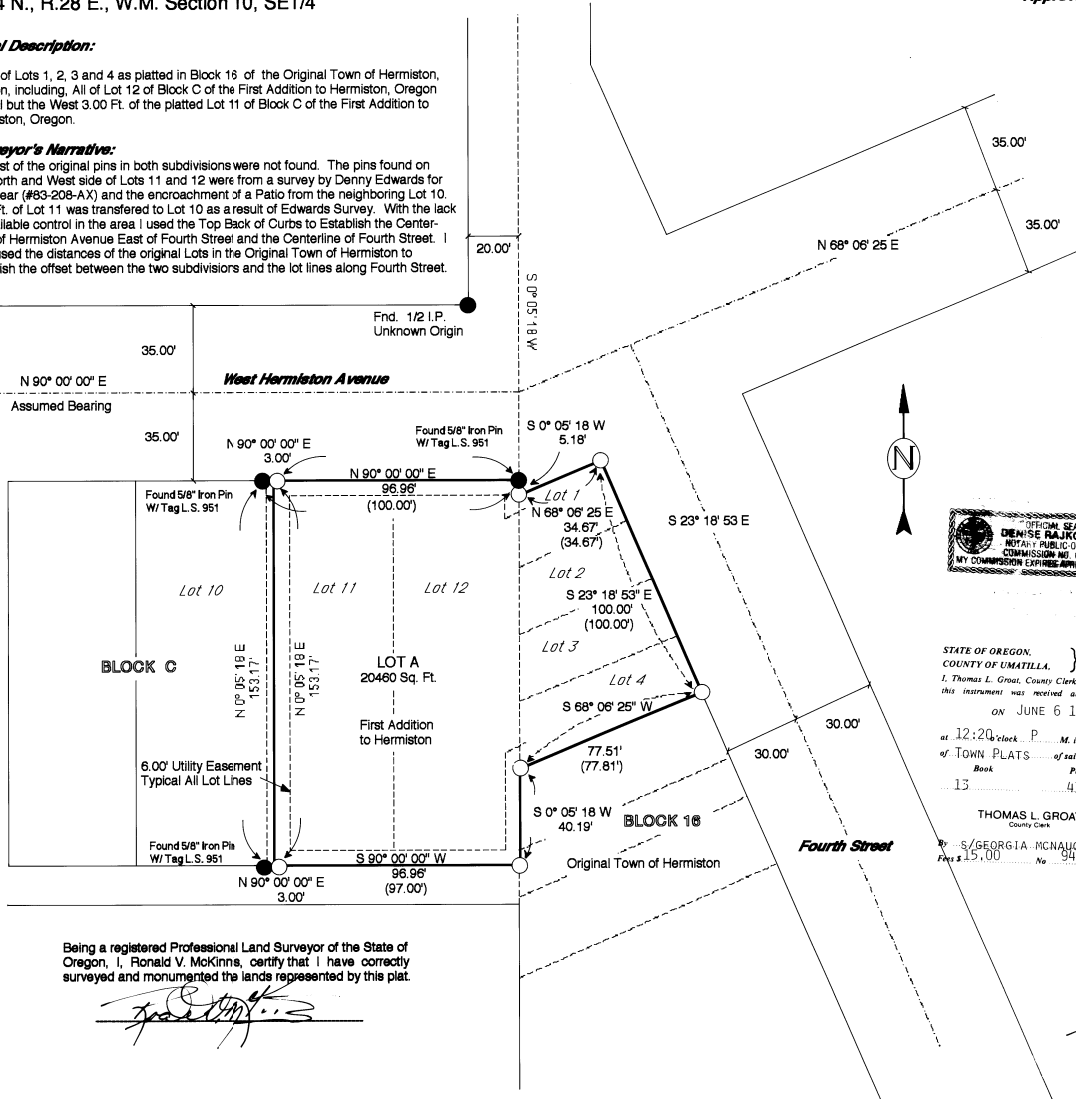 4 N., R.28 E., W.M. Section 10, SE1/4
Approv
al Description:
of Lots 1, 2, 3 and 4 as platted in Block 16 of the Original Town of Hermiston,
n, including, All of Lot 12 of Block C of the First Addition to Hermiston, Oregon
l but the West 3.00 Ft. of the platted Lot 11 of Block C of the First Addition to
ston, Oregon.
eyor's Narrative:
st of the original pins in both subdivisions were not found. The pins found on
orth and West side of Lots 11 and 12 were from a survey by Denny Edwards for
ear (#83-208-AX) and the encroachment of a Patio from the neighboring Lot 10.
Ft. of Lot 11 was transfered to Lot 10 as a result of Edwards Survey. With the lack
ilable control in the area I used the Top Back of Curbs to Establish the Center-
of Hermiston Avenue East of Fourth Street and the Centerline of Fourth Street. I
used the distances of the original Lots in the Original Town of Hermiston to
ish the offset between the two subdivisions and the lot lines along Fourth Street.
35.00'
35.00'
N 68° 06' 25 E
20.00'
S 0° 05' 18 W
Fnd. 1/2 I.P.
Unknown Origin
35.00'
N 90° 00' 00" E
West Hermiston Avenue
Assumed Bearing
35.00'
N 90° 00' 00" E
3.00'
Found 5/8" Iron Pin
W/ Tag L.S. 951
S 0° 05' 18 W
5.18'
N 90° 00' 00" E
96.96'
(100.00')
Found 5/8" Iron Pin
W/ Tag L.S. 951
Lot 1
N 68° 06' 25 E
34.67'
(34.67')
S 23° 18' 53 E
N
OFFICIAL SEA
DENISE RAJKO
NOTARY PUBLIC-O
COMMISSION NO.
MY COMMISSION EXPIRES APR
Lot 10
Lot 11
Lot 12
Lot 2
S 23° 18' 53" E
100.00'
(100.00')
Lot 3
BLOCK C
N 0° 05' 18 E
153.17'
N 0° 05' 18 E
153.17'
LOT A
20460 Sq. Ft.
Lot 4
S 68° 06' 25" W
First Addition
to Hermiston
77.51'
(77.81')
30.00'
30.00'
6.00' Utility Easement
Typical All Lot Lines
S 0° 05' 18 W
40.19'
BLOCK 16
Found 5/8" Iron Pin
W/ Tag L.S. 951
Original Town of Hermiston
Fourth Street
S 90° 00' 00" W
96.96'
(97.00')
N 90° 00' 00" E
3.00'
STATE OF OREGON, }
COUNTY OF UMATILLA,
I, Thomas L. Groat, County Clerk
this instrument was received a
ON JUNE 6 1
at 12:20 o'clock P M. i
of TOWN PLATS of sai
Book P
13 4
THOMAS L. GROAT
County Clerk
By S/GEORGIA MCNAUG
Fees $ 15.00 No 94
Being a registered Professional Land Surveyor of the State of
Oregon, I, Ronald V. McKinns, certify that I have correctly
surveyed and monumented the lands represented by this plat.